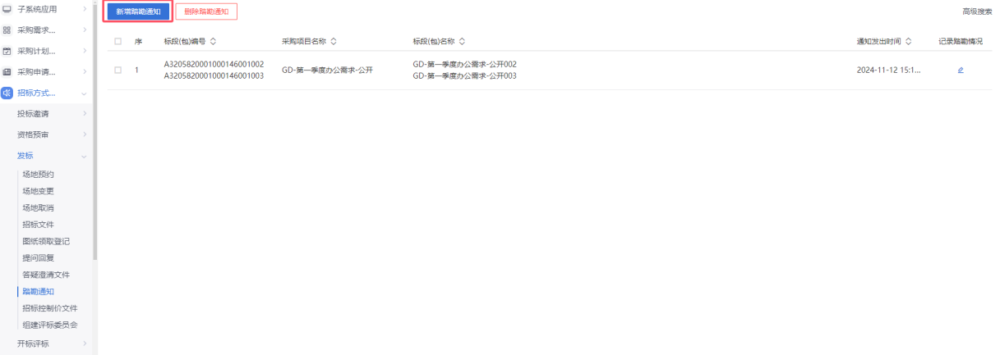 子系统应用
采购需求...
采购计划...
采购申请...
招标方式...
投标邀请
资格预审
发标
场地预约
场地变更
场地取消
招标文件
图纸领取登记
提问回复
答疑澄清文件
踏勘通知
招标控制价文件
组建评标委员会
开标评标
新增踏勘通知 删除踏勘通知 高级搜索
序 标段(包)编号 采购项目名称 标段(包)名称 通知发出时间 记录踏勘情况
1 A3205820001000146001002 GD-第一季度办公需求-公开 GD-第一季度办公需求-公开002 2024-11-12 15:1...
A3205820001000146001003 GD-第一季度办公需求-公开003